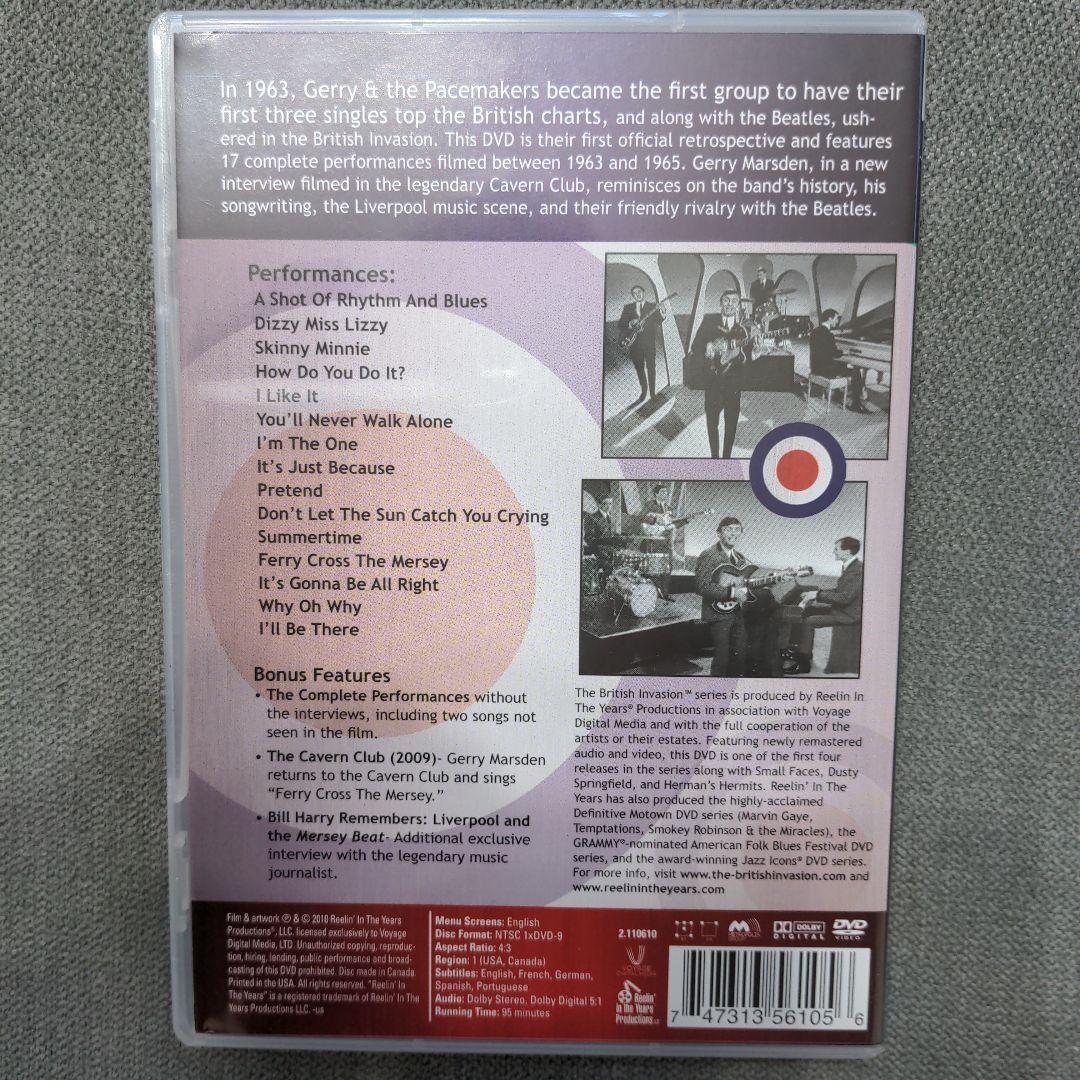 In 1963, Gerry & the Pacemakers became the first group to have their
first three singles top the British charts, and along with the Beatles, ush-
ered in the British Invasion. This DVD is their first official retrospective and features
17 complete performances filmed between 1963 and 1965. Gerry Marsden, in a new
interview filmed in the legendary Cavern Club, reminisces on the band's history, his
songwriting, the Liverpool music scene, and their friendly rivalry with the Beatles.
Performances:
A Shot Of Rhythm And Blues
Dizzy Miss Lizzy
Skinny Minnie
How Do You Do It?
I Like It
You'll Never Walk Alone
I'm The One
It's Just Because
Pretend
Don't Let The Sun Catch You Crying
Summertime
Ferry Cross The Mersey
It's Gonna Be All Right
Why Oh Why
I'll Be There
Bonus Features
• The Complete Performances without
the interviews, including two songs not
seen in the film.
• The Cavern Club (2009)- Gerry Marsden
returns to the Cavern Club and sings
"Ferry Cross The Mersey."
• Bill Harry Remembers: Liverpool and
the Mersey Beat- Additional exclusive
interview with the legendary music
journalist.
The British Invasion™ series is produced by Reelin In
The Years® Productions in association with Voyage
Digital Media and with the full cooperation of the
artists or their estates. Featuring newly remastered
audio and video, this DVD is one of the first four
releases in the series along with Small Faces, Dusty
Springfield, and Herman's Hermits. Reelin' In The
Years has also produced the highly-acclaimed
Definitive Motown DVD series (Marvin Gaye,
Temptations, Smokey Robinson & the Miracles), the
GRAMMY®-nominated American Folk Blues Festival DVD
series, and the award-winning Jazz Icons® DVD series.
For more info, visit www.the-britishinvasion.com and
www.reelinintheyears.com
Film & artwork ℗ & © 2010 Reelin' In The Years
Productions®, LLC. licensed exclusively to Voyage
Digital Media, LTD. Unauthorized copying, reproduc-
tion, hiring, lending, public performance and broad-
casting of this DVD prohibited. Disc made in Canada.
Printed in the USA. All rights reserved. "Reelin' In
The Years" is a registered trademark of Reelin' In The
Years Productions LLC. -us
Menu Screens: English
Disc Format: NTSC 1xDVD-9
Aspect Ratio: 4:3
Region: 1 (USA, Canada)
Subtitles: English, French, German,
Spanish, Portuguese
Audio: Dolby Stereo, Dolby Digital 5:1
Running Time: 95 minutes
2.110610
METROPOLIS
DOLBY
DIGITAL
DVD
VIDEO
VOYAGE
DIGITAL MEDIA
Reelin'
In The Years
Productions
7 47313 56105 6